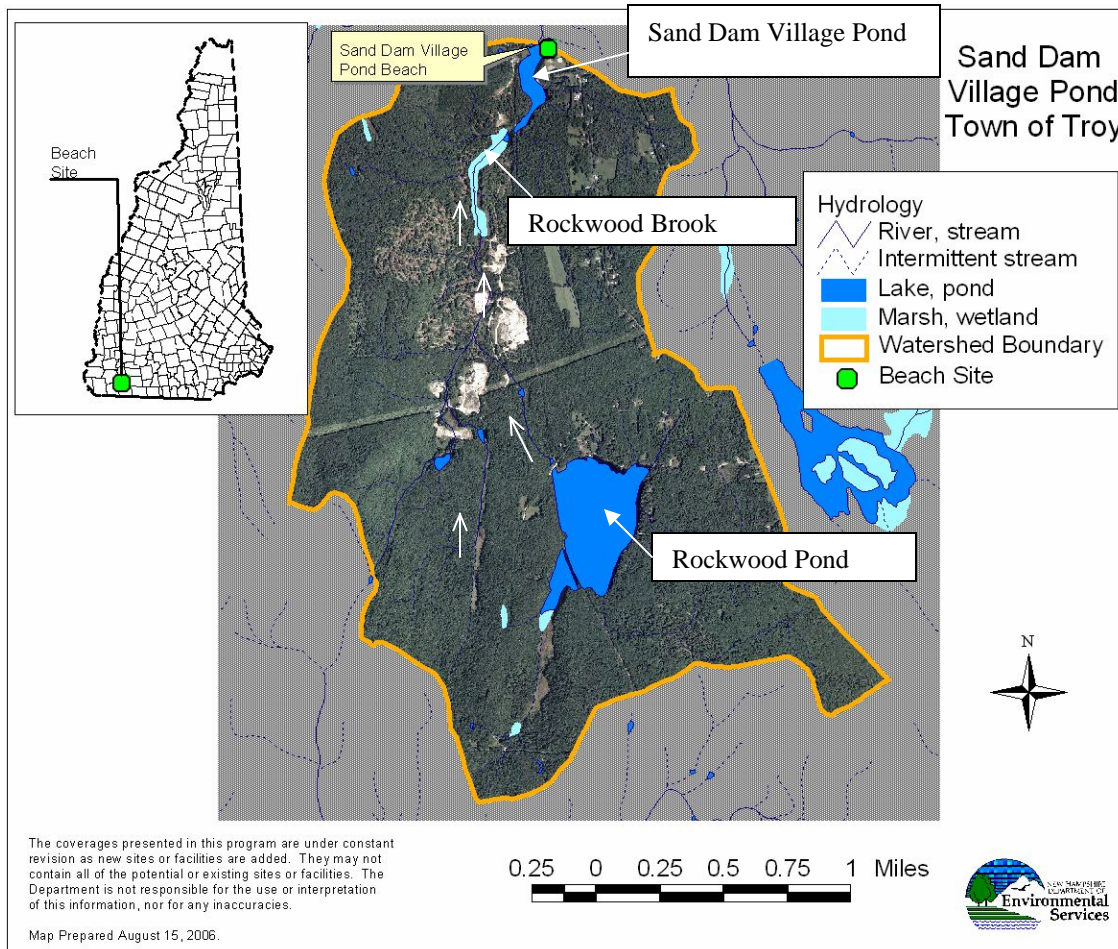 Sand Dam Village
Pond Beach
Sand Dam Village Pond
Sand Dam
Village Pond
Town of Troy
Beach
Site
Rockwood Brook
Hydrology
River, stream
Intermittent stream
Lake, pond
Marsh, wetland
Watershed Boundary
Beach Site
Rockwood Pond
N
The coverages presented in this program are under constant
revision as new sites or facilities are added. They may not
contain all of the potential or existing sites or facilities. The
Department is not responsible for the use or interpretation
of this information, nor for any inaccuracies.
Map Prepared August 15, 2006.
0.25 0 0.25 0.5 0.75 1 Miles
NEW HAMPSHIRE
DEPARTMENT OF
Environmental
Services